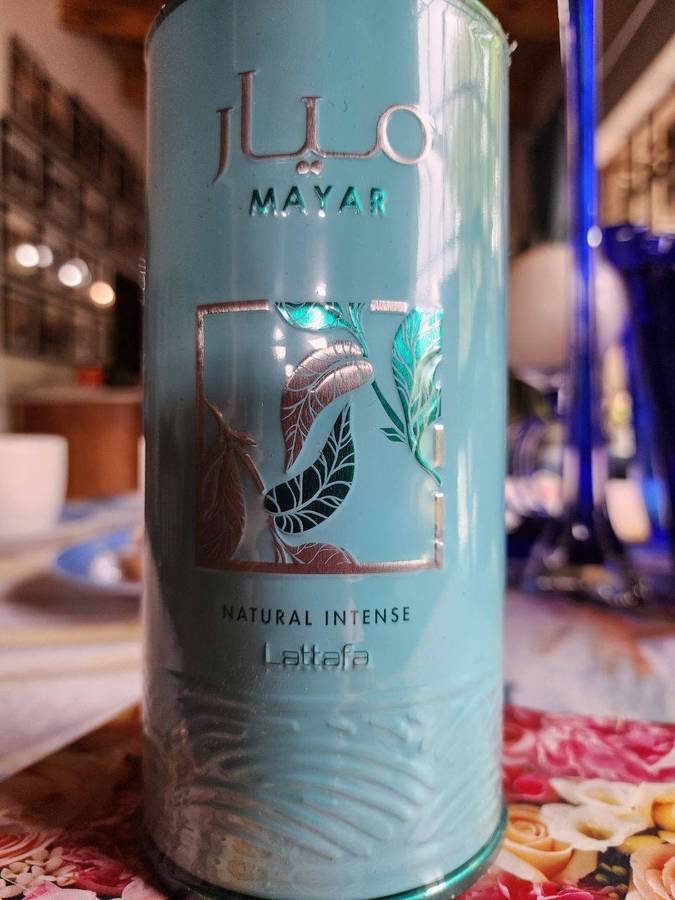 ميار
MAYAR
NATURAL INTENSE
Lattafa